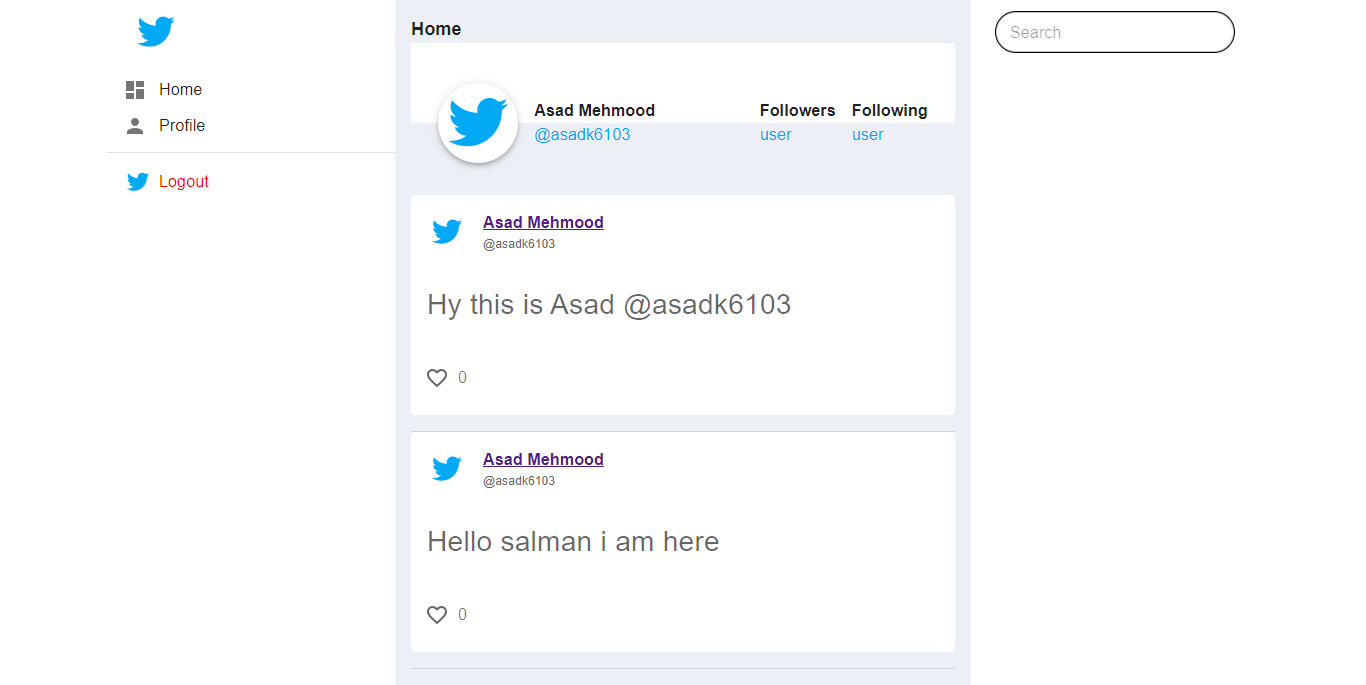 Home
Profile
Logout
Home
Asad Mehmood
@asadk6103
Followers
user
Following
user
Asad Mehmood
@asadk6103
Hy this is Asad @asadk6103
0
Asad Mehmood
@asadk6103
Hello salman i am here
0
Search